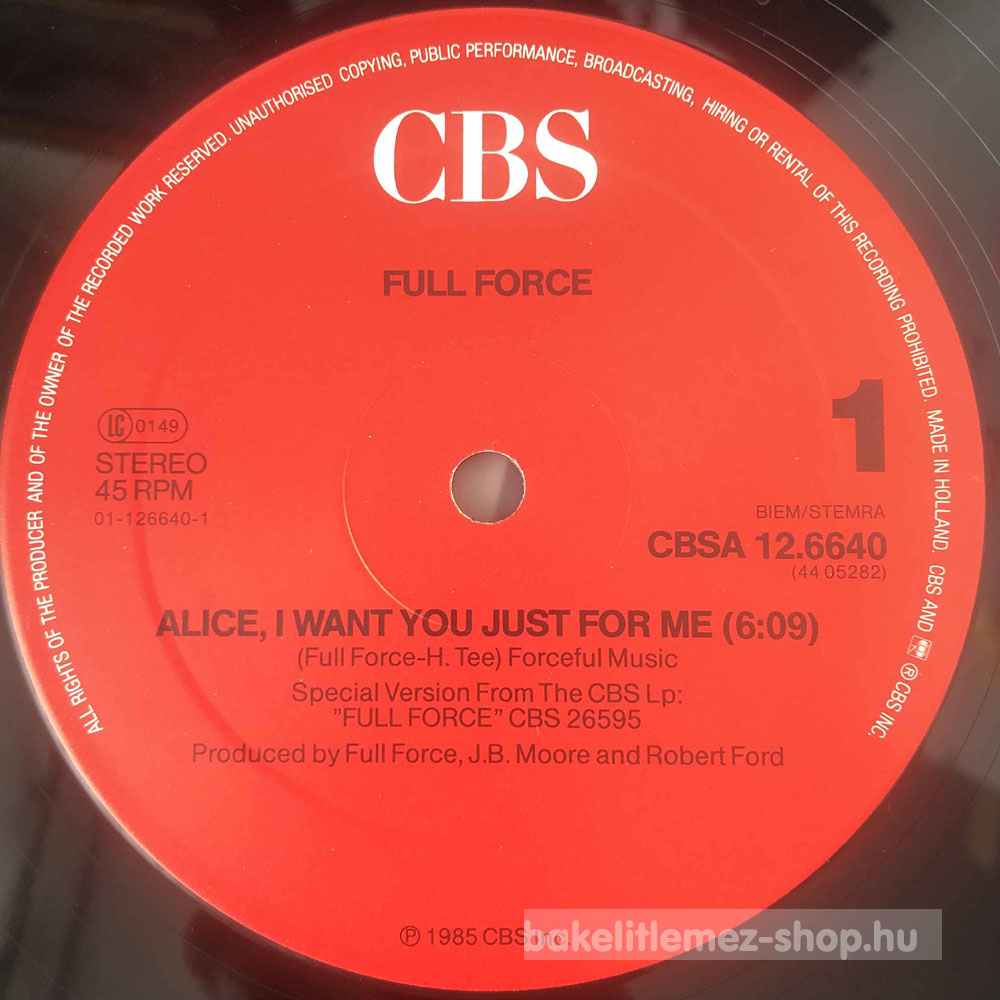 ALL RIGHTS OF THE PRODUCER AND OF THE OWNER OF THE RECORDED WORK RESERVED. UNAUTHORISED COPYING, PUBLIC PERFORMANCE, BROADCASTING, HIRING OR RENTAL OF THIS RECORDING PROHIBITED. MADE IN HOLLAND. CBS AND ® CBS INC.
CBS
FULL FORCE
1
LC 0149
STEREO
45 RPM
01-126640-1
BIEM/STEMRA
CBSA 12.6640
(44 05282)
ALICE, I WANT YOU JUST FOR ME (6:09)
(Full Force-H. Tee) Forceful Music
Special Version From The CBS Lp:
"FULL FORCE" CBS 26595
Produced by Full Force, J.B. Moore and Robert Ford
℗ 1985 CBS Inc.
bakelitlemez-shop.hu